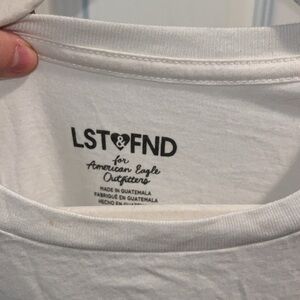 LST&FND
for
American Eagle
Outfitters
MADE IN GUATEMALA
FABRIQUÉ EN GUATEMALA
HECHO EN GUATEMALA